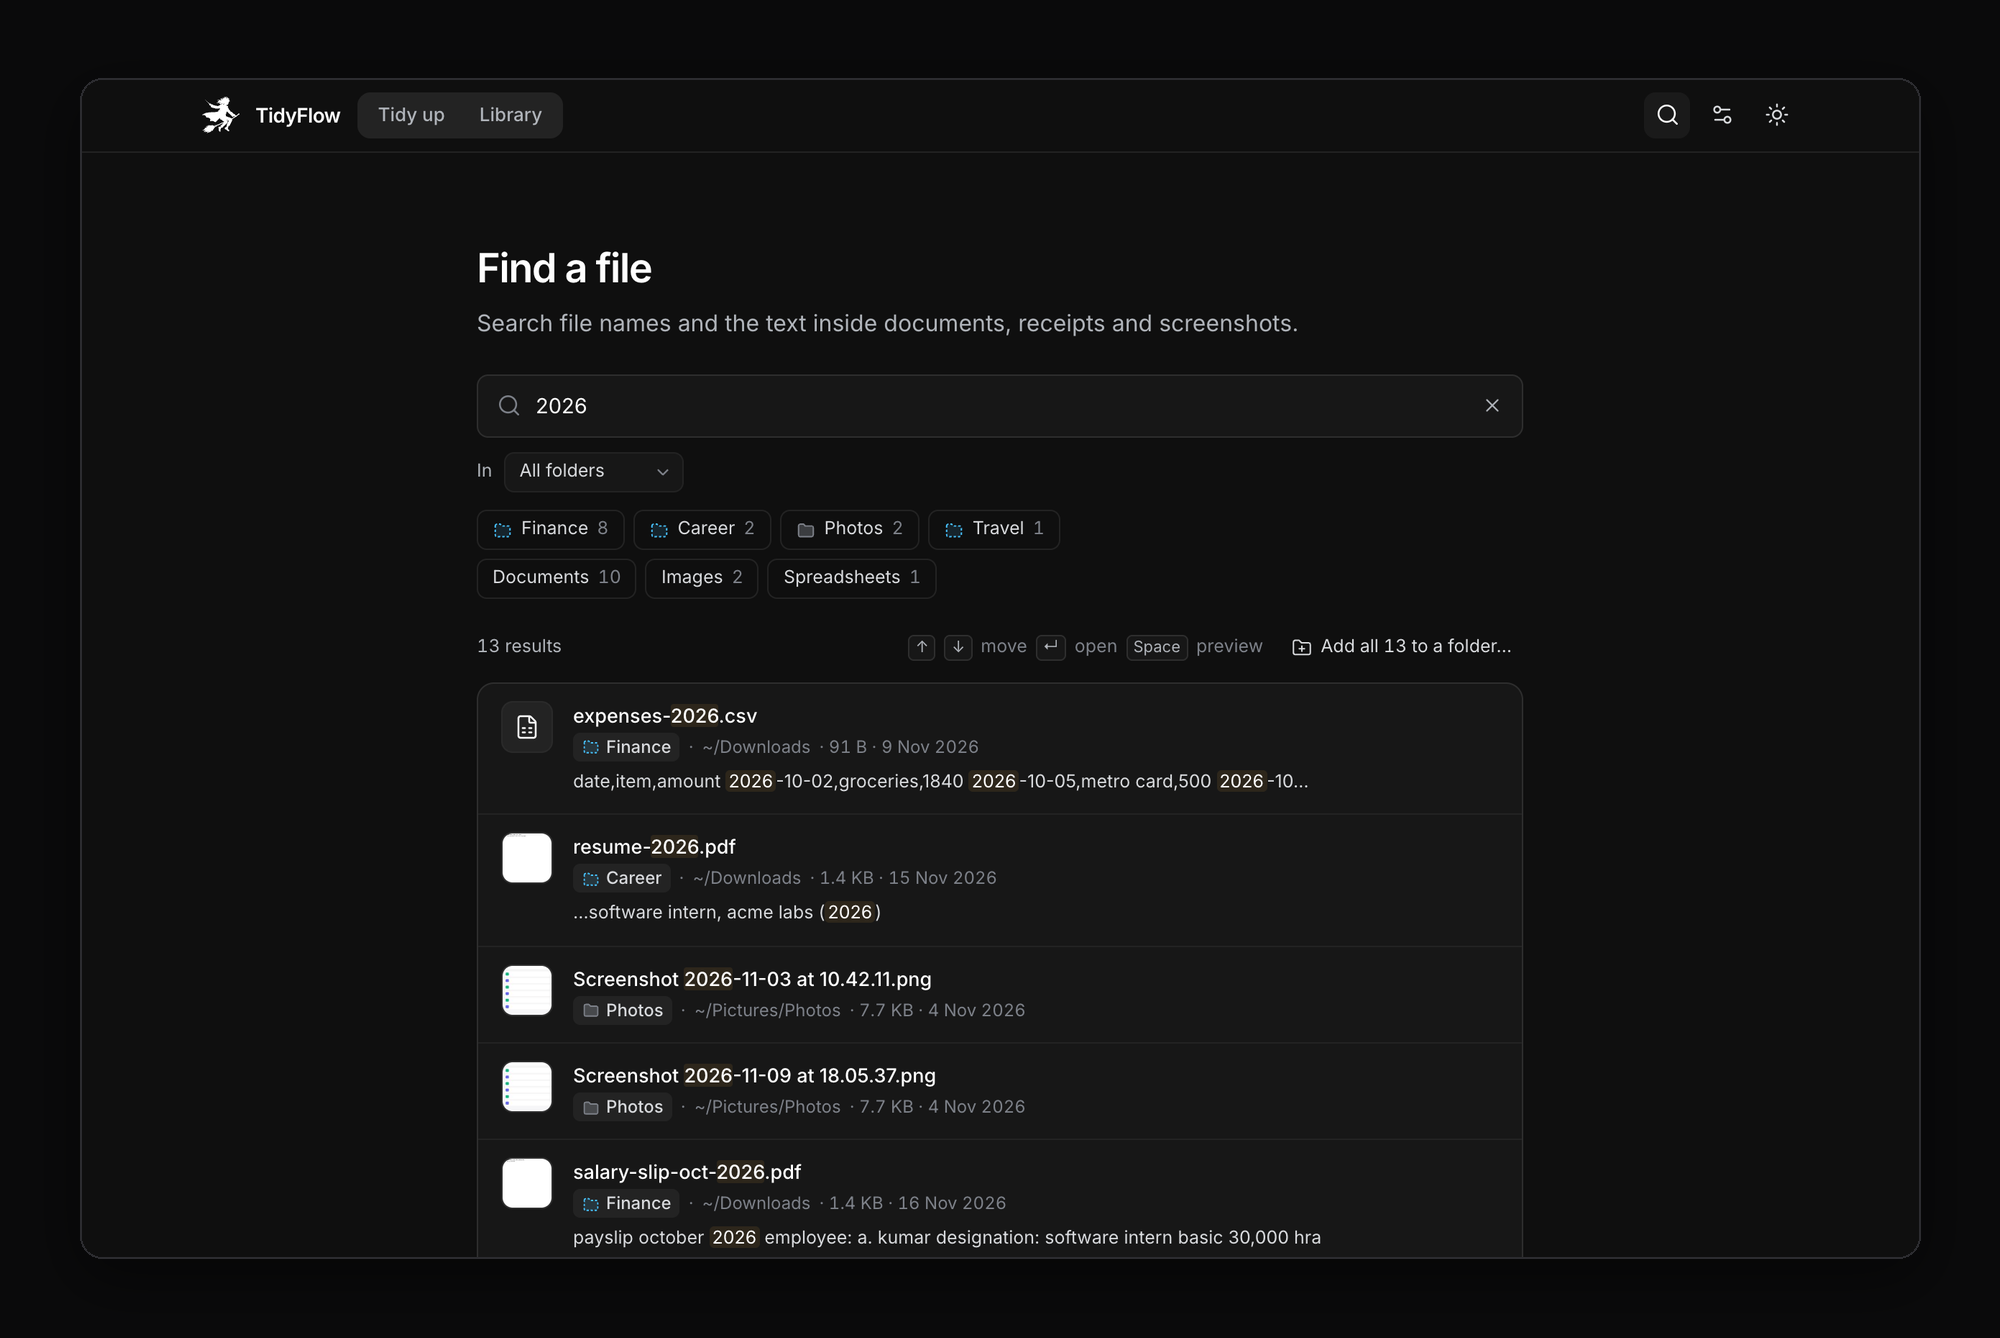 TidyFlow Tidy up Library
Find a file
Search file names and the text inside documents, receipts and screenshots.
2026
In All folders
Finance 8 Career 2 Photos 2 Travel 1
Documents 10 Images 2 Spreadsheets 1
13 results ↑ ↓ move ↵ open Space preview Add all 13 to a folder...
expenses-2026.csv
Finance · ~/Downloads · 91 B · 9 Nov 2026
date,item,amount 2026-10-02,groceries,1840 2026-10-05,metro card,500 2026-10...
resume-2026.pdf
Career · ~/Downloads · 1.4 KB · 15 Nov 2026
...software intern, acme labs (2026)
Screenshot 2026-11-03 at 10.42.11.png
Photos · ~/Pictures/Photos · 7.7 KB · 4 Nov 2026
Screenshot 2026-11-09 at 18.05.37.png
Photos · ~/Pictures/Photos · 7.7 KB · 4 Nov 2026
salary-slip-oct-2026.pdf
Finance · ~/Downloads · 1.4 KB · 16 Nov 2026
payslip october 2026 employee: a. kumar designation: software intern basic 30,000 hra